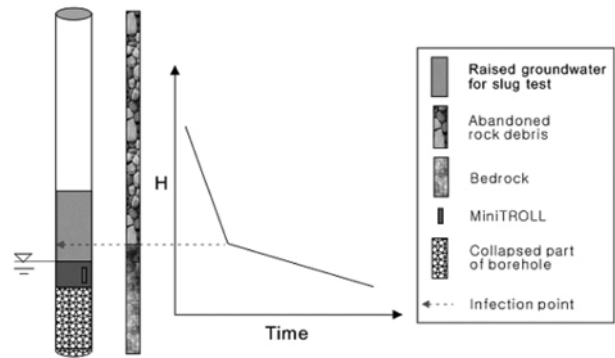 H
Time
Raised groundwater
for slug test
Abandoned
rock debris
Bedrock
MiniTROLL
Collapsed part
of borehole
Infection point